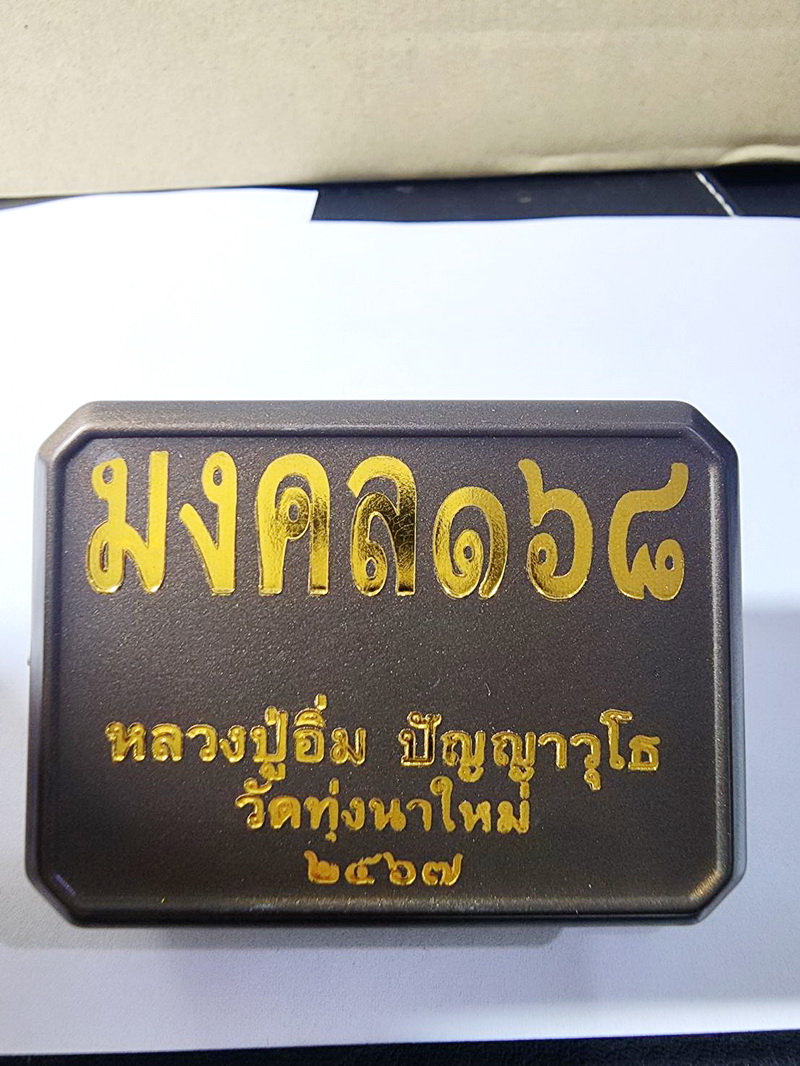 มงคล๑๖๘
หลวงปู่อิ่ม ปัญญาวุโธ
วัดทุ่งนาใหม่
๒๕๖๗